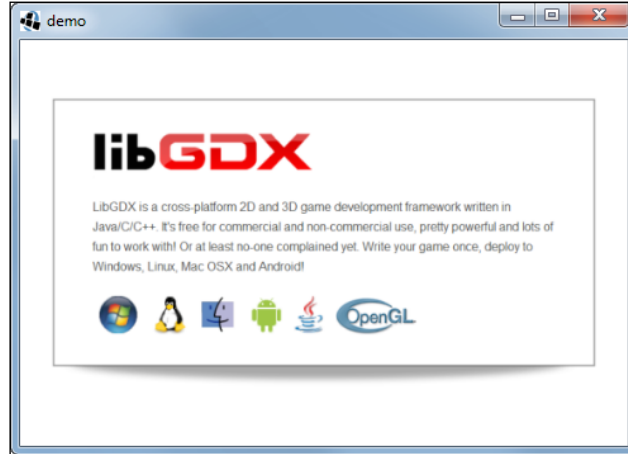 demo
libGDX
LibGDX is a cross-platform 2D and 3D game development framework written in
Java/C/C++. It's free for commercial and non-commercial use, pretty powerful and lots of
fun to work with! Or at least no-one complained yet. Write your game once, deploy to
Windows, Linux, Mac OSX and Android!
OpenGL